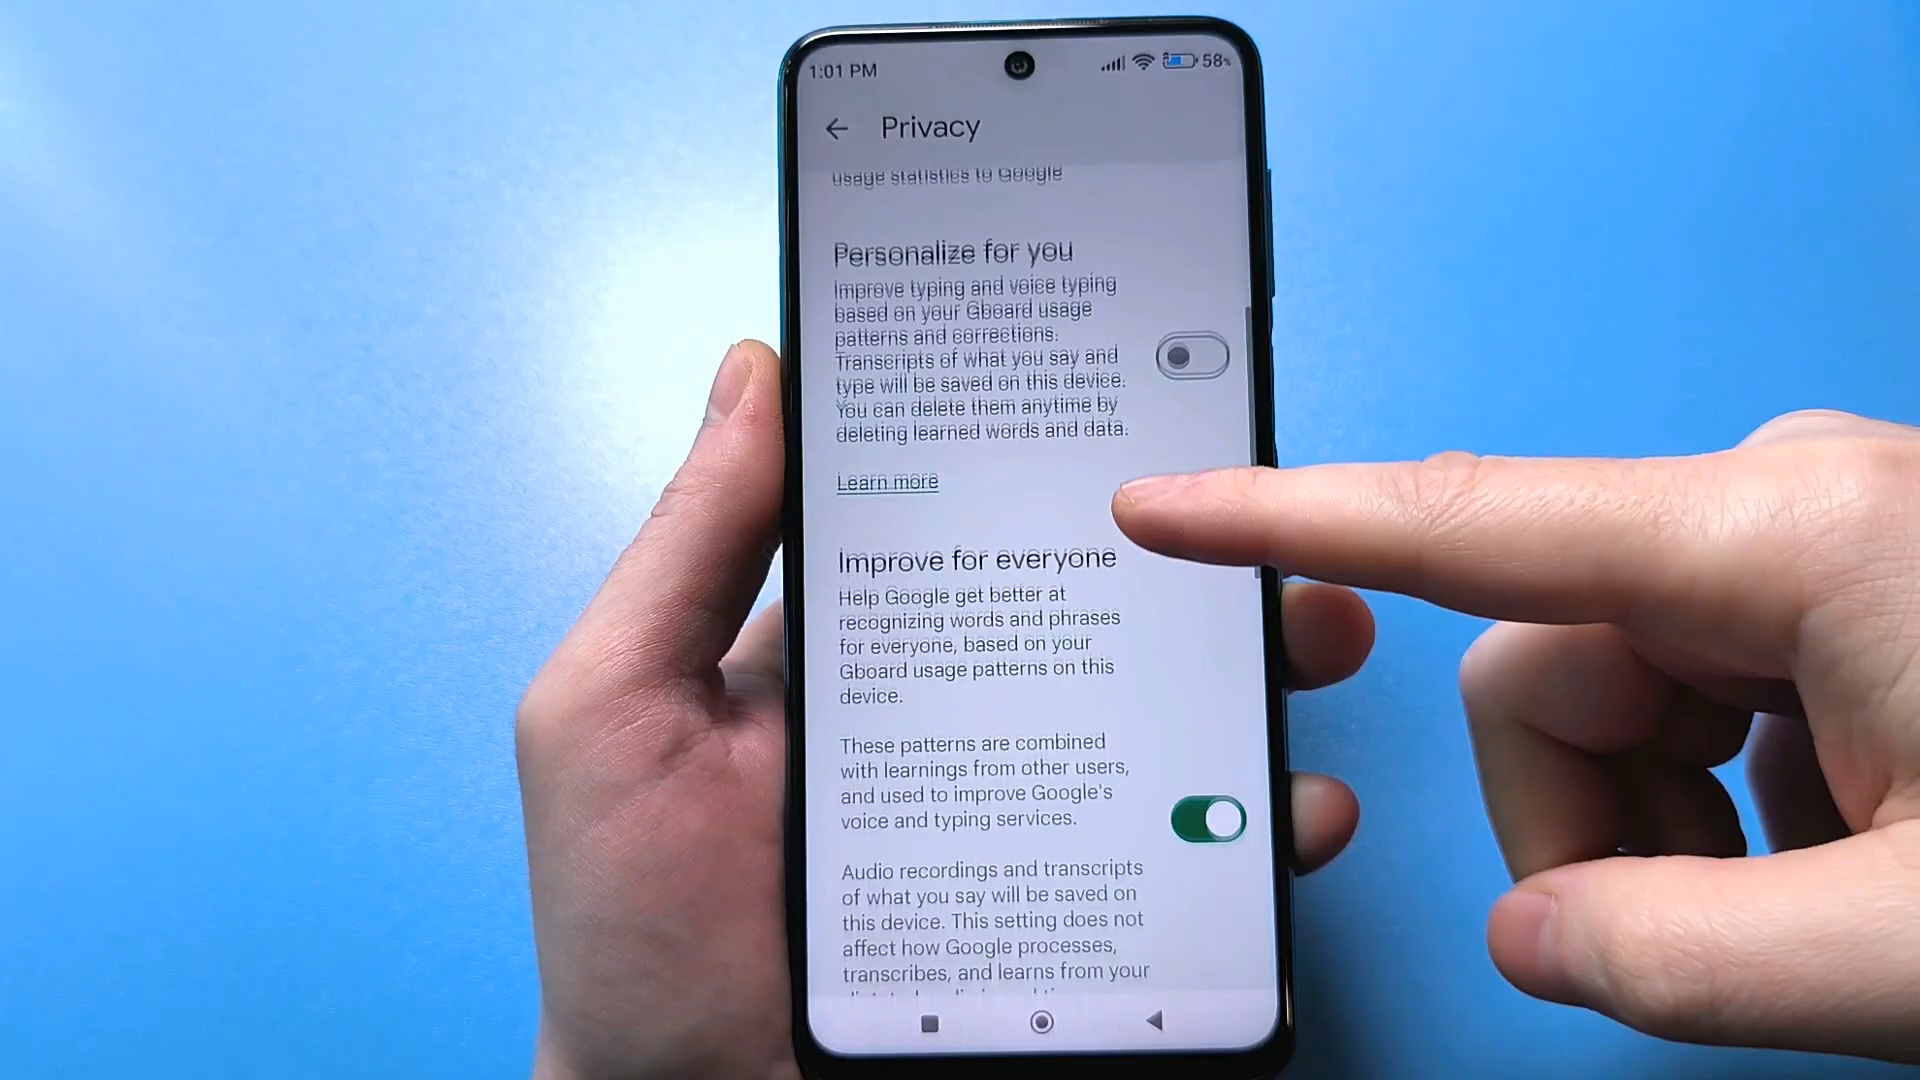 1:01 PM
58%
Privacy
usage statistics to Google
Personalize for you
Improve typing and voice typing
based on your Gboard usage
patterns and corrections.
Transcripts of what you say and
type will be saved on this device.
You can delete them anytime by
deleting learned words and data.
Learn more
Improve for everyone
Help Google get better at
recognizing words and phrases
for everyone, based on your
Gboard usage patterns on this
device.
These patterns are combined
with learnings from other users,
and used to improve Google's
voice and typing services.
Audio recordings and transcripts
of what you say will be saved on
this device. This setting does not
affect how Google processes,
transcribes, and learns from your